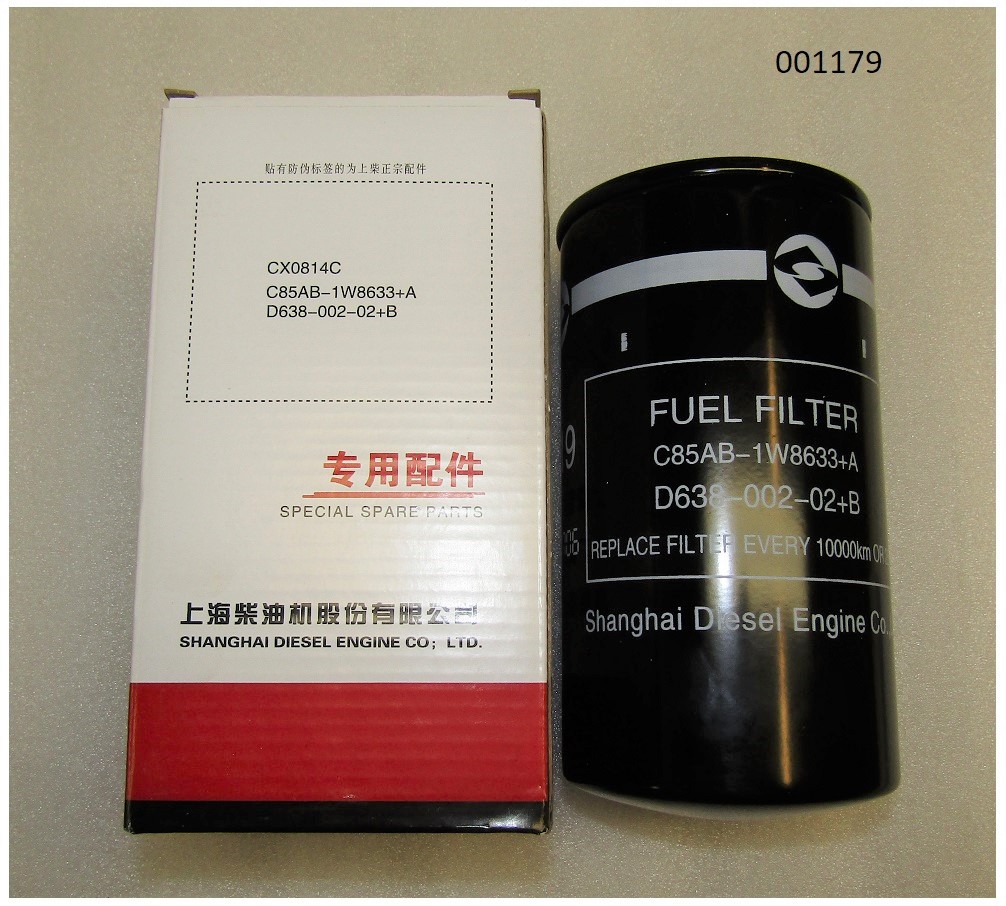 001179
贴有防伪标签的为上柴正宗配件
CX0814C
C85AB-1W8633+A
D638-002-02+B
专用配件
SPECIAL SPARE PARTS
上海柴油机股份有限公司
SHANGHAI DIESEL ENGINE CO; LTD.
FUEL FILTER
C85AB-1W8633+A
D638-002-02+B
REPLACE FILTER EVERY 10000km OR
Shanghai Diesel Engine Co.
9